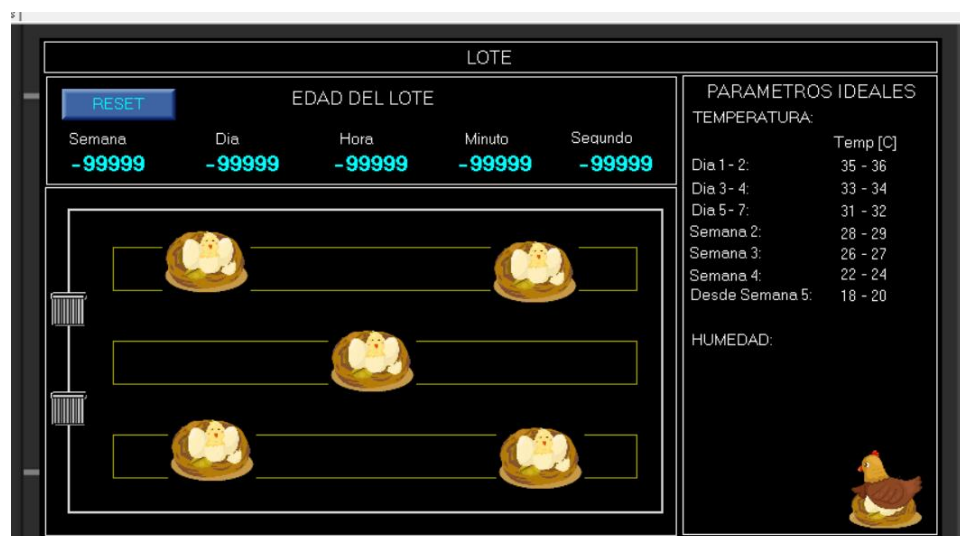 LOTE
RESET
EDAD DEL LOTE
Semana Dia Hora Minuto Segundo
-99999 -99999 -99999 -99999 -99999
PARAMETROS IDEALES
TEMPERATURA:
Temp [C]
Dia 1 - 2: 35 - 36
Dia 3 - 4: 33 - 34
Dia 5 - 7: 31 - 32
Semana 2: 28 - 29
Semana 3: 26 - 27
Semana 4: 22 - 24
Desde Semana 5: 18 - 20
HUMEDAD: